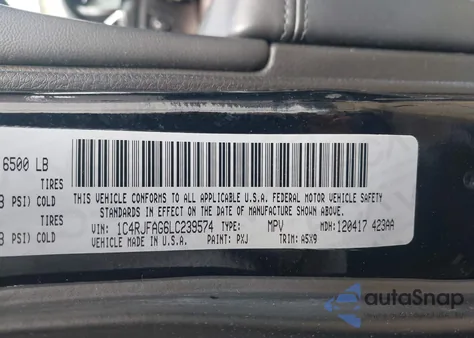 6500 LB
TIRES
PSI) COLD
TIRES
PSI) COLD
THIS VEHICLE CONFORMS TO ALL APPLICABLE U.S.A. FEDERAL MOTOR VEHICLE SAFETY
STANDARDS IN EFFECT ON THE DATE OF MANUFACTURE SHOWN ABOVE.
VIN: 1C4RJFAG6LC239574 TYPE: MPV MDH: 120417 423AA
VEHICLE MADE IN U.S.A. PAINT: PXJ TRIM: A5X9
autaSnap